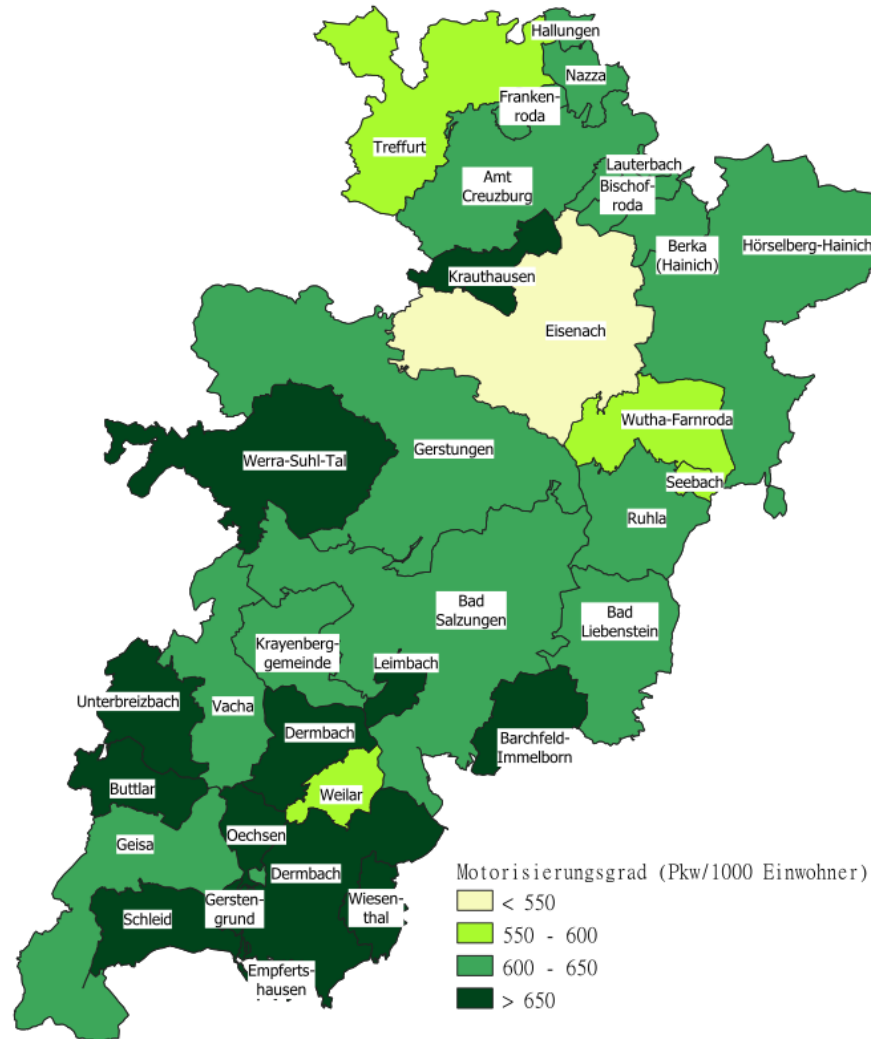 Hallungen
Nazza
Franken-
roda
Treffurt
Lauterbach
Amt
Creuzburg
Bischof-
roda
Berka
(Hainich)
Hörselberg-Hainich
Krauthausen
Eisenach
Wutha-Farnroda
Gerstungen
Werra-Suhl-Tal
Seebach
Ruhla
Bad
Salzungen
Bad
Liebenstein
Krayenberg-
gemeinde
Leimbach
Unterbreizbach
Vacha
Dermbach
Barchfeld-
Immelborn
Buttlar
Weilar
Oechsen
Geisa
Dermbach
Gersten-
grund
Wiesen-
thal
Schleid
Empferts-
hausen
Motorisierungsgrad (Pkw/1000 Einwohner)
< 550
550 - 600
600 - 650
> 650